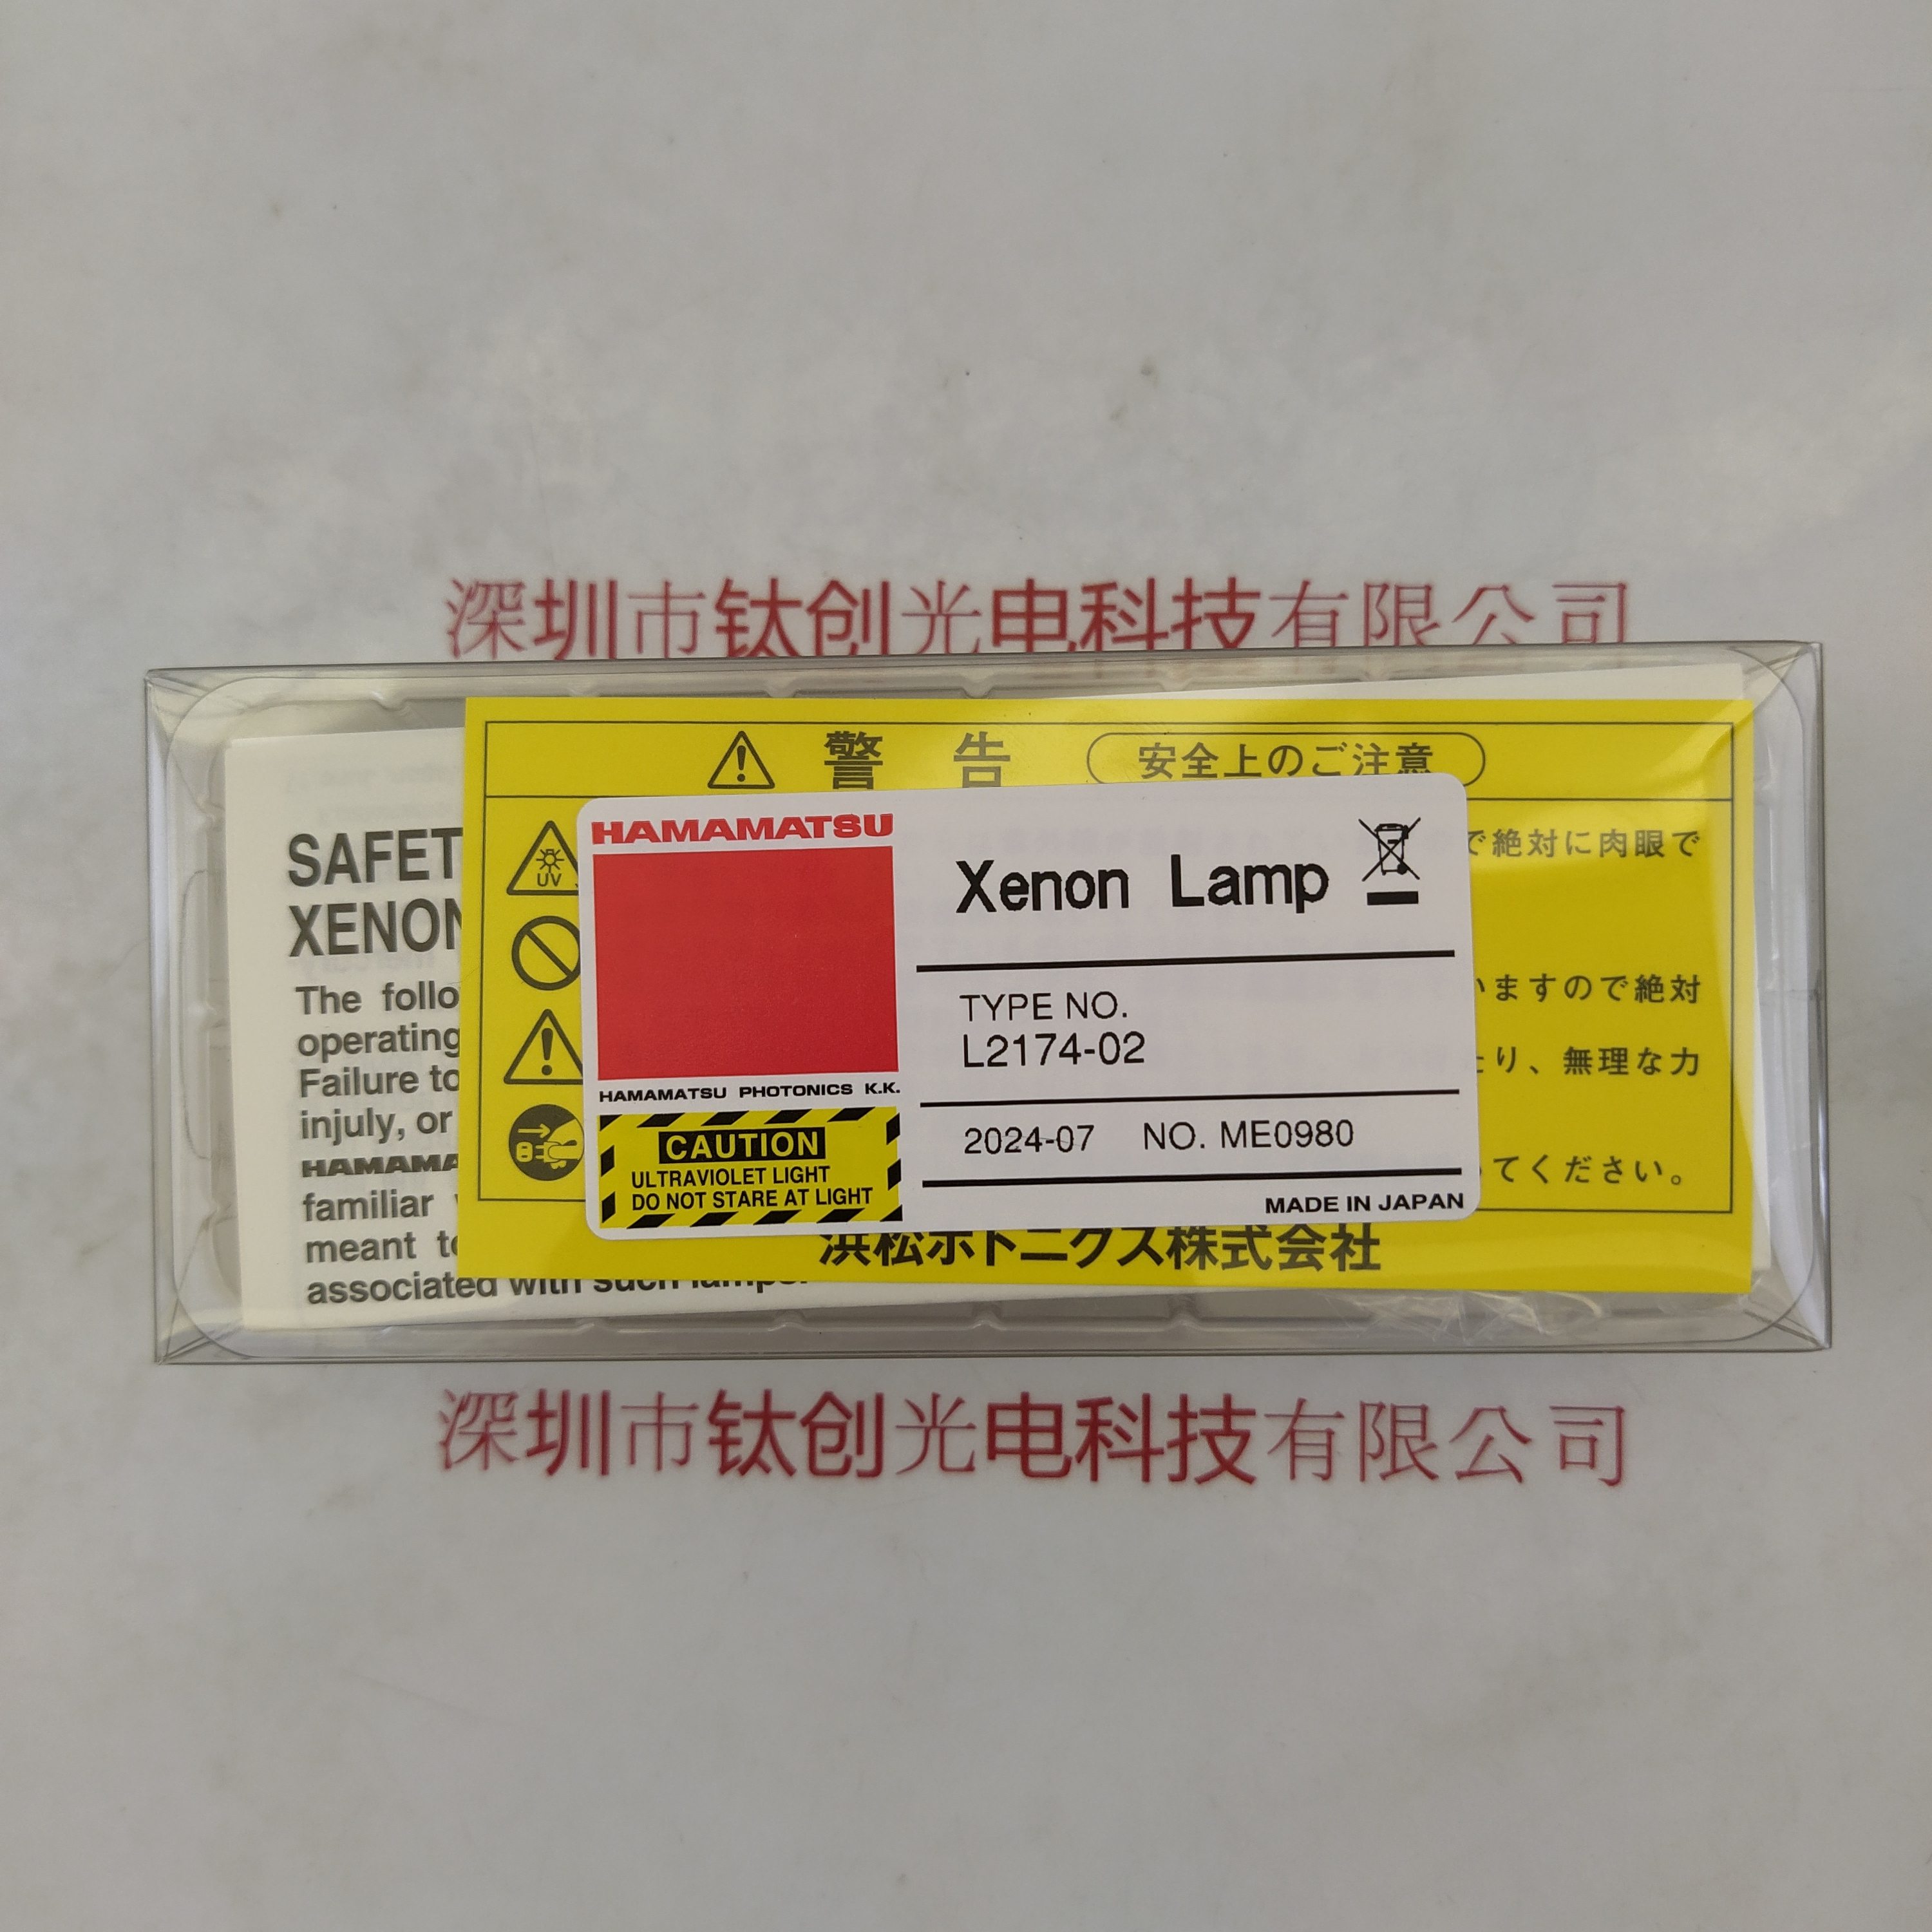 深圳市钛创光电科技有限公司
警告 安全上のご注意
SAFET
XENON
The follo
operating
Failure to
injuly, or
HAMAMA
familiar
meant to
associated with such lamps.
UV
で絶対に肉眼で
いますので絶対
たり、無理な力
ってください。
浜松ホトニクス株式会社
HAMAMATSU
HAMAMATSU PHOTONICS K.K.
CAUTION
ULTRAVIOLET LIGHT
DO NOT STARE AT LIGHT
Xenon Lamp
TYPE NO.
L2174-02
2024-07 NO. ME0980
MADE IN JAPAN
深圳市钛创光电科技有限公司